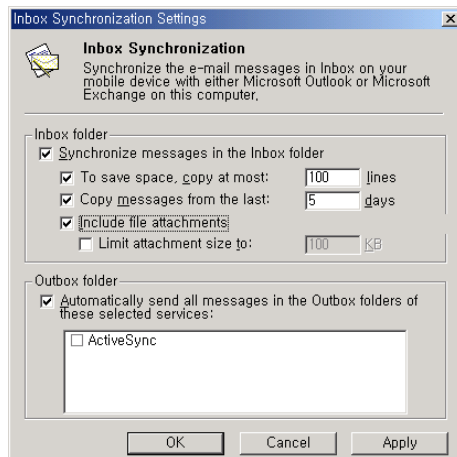 Inbox Synchronization Settings
Inbox Synchronization
Synchronize the e-mail messages in Inbox on your
mobile device with either Microsoft Outlook or Microsoft
Exchange on this computer,
Inbox folder
Synchronize messages in the Inbox folder
To save space, copy at most: 100 lines
Copy messages from the last: 5 days
Include file attachments
Limit attachment size to: 100 KB
Outbox folder
Automatically send all messages in the Outbox folders of
these selected services:
ActiveSync
OK Cancel Apply